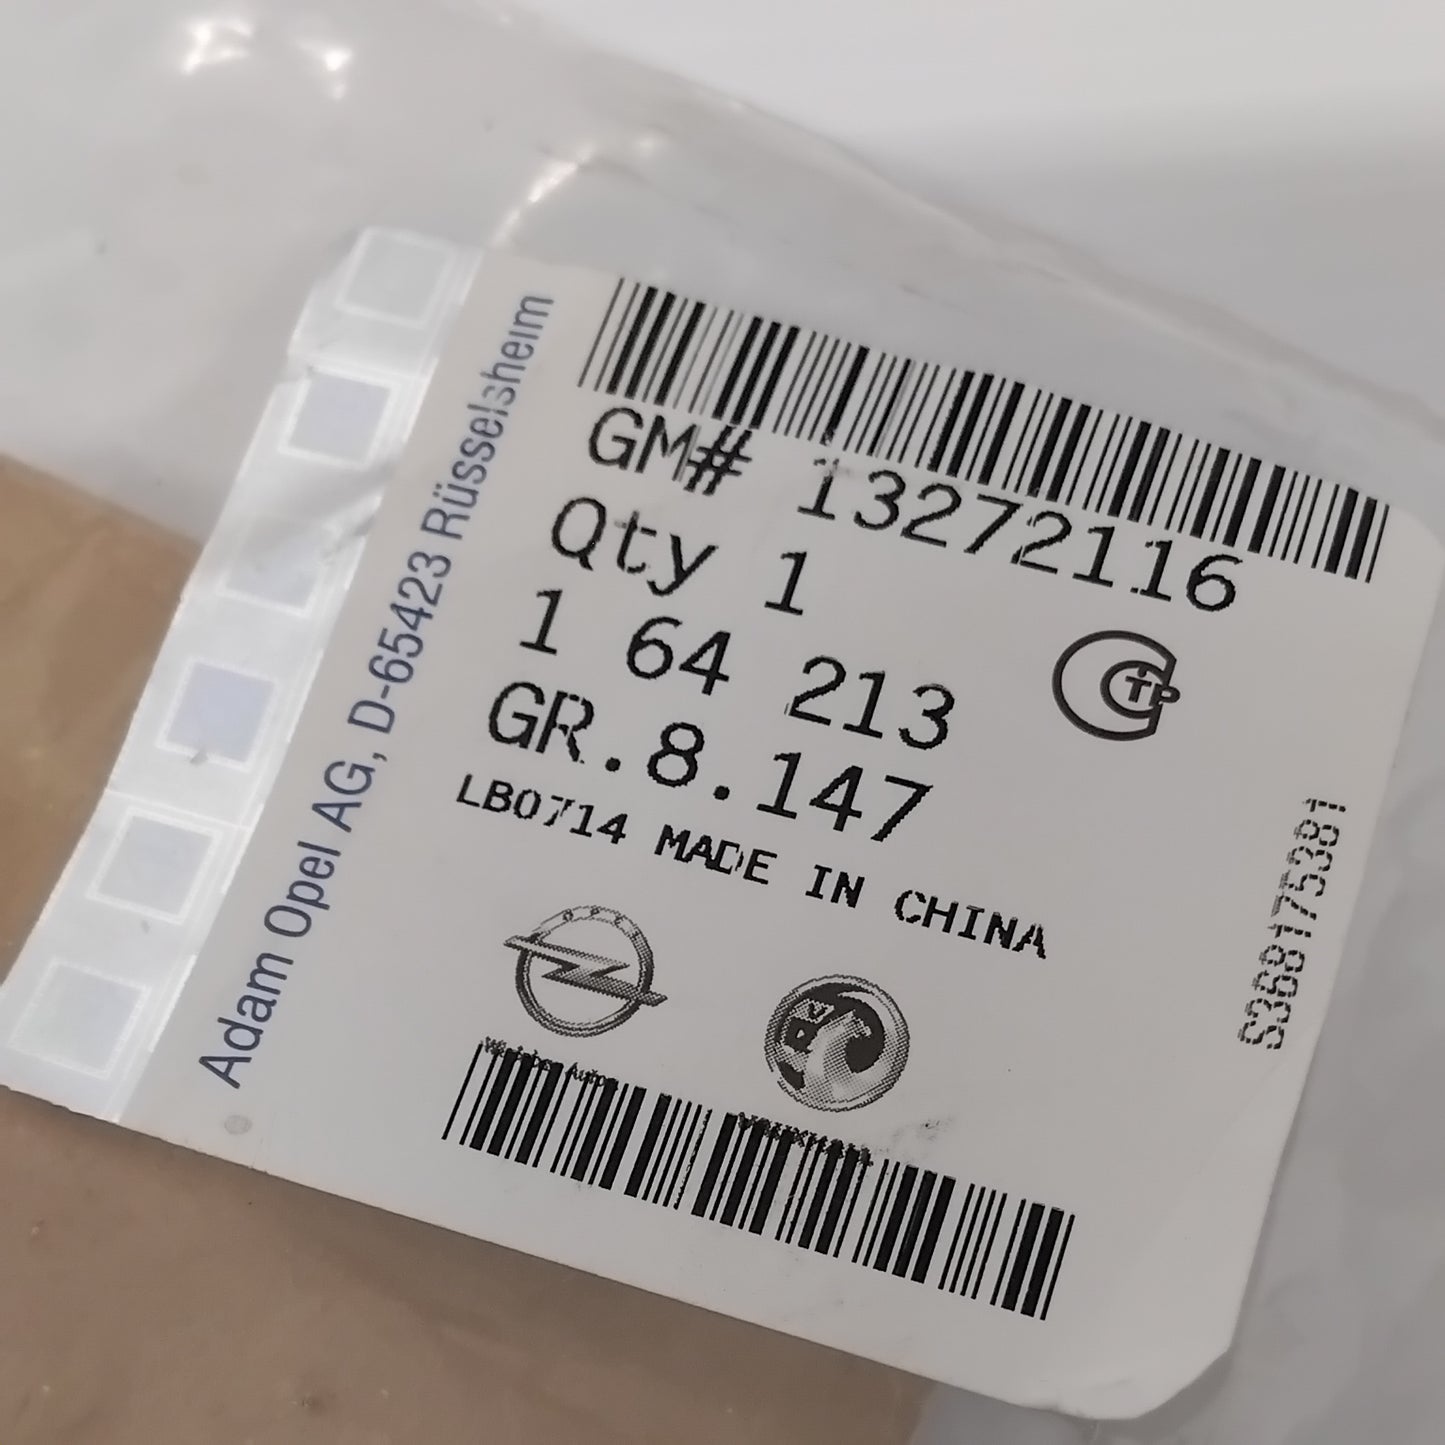 Adam Opel AG, D-65423 Rüsselsheim
GM# 13272116
Qty 1
1 64 213
GR.8.147
LB0714 MADE IN CHINA
S368175381
VAUXHALL